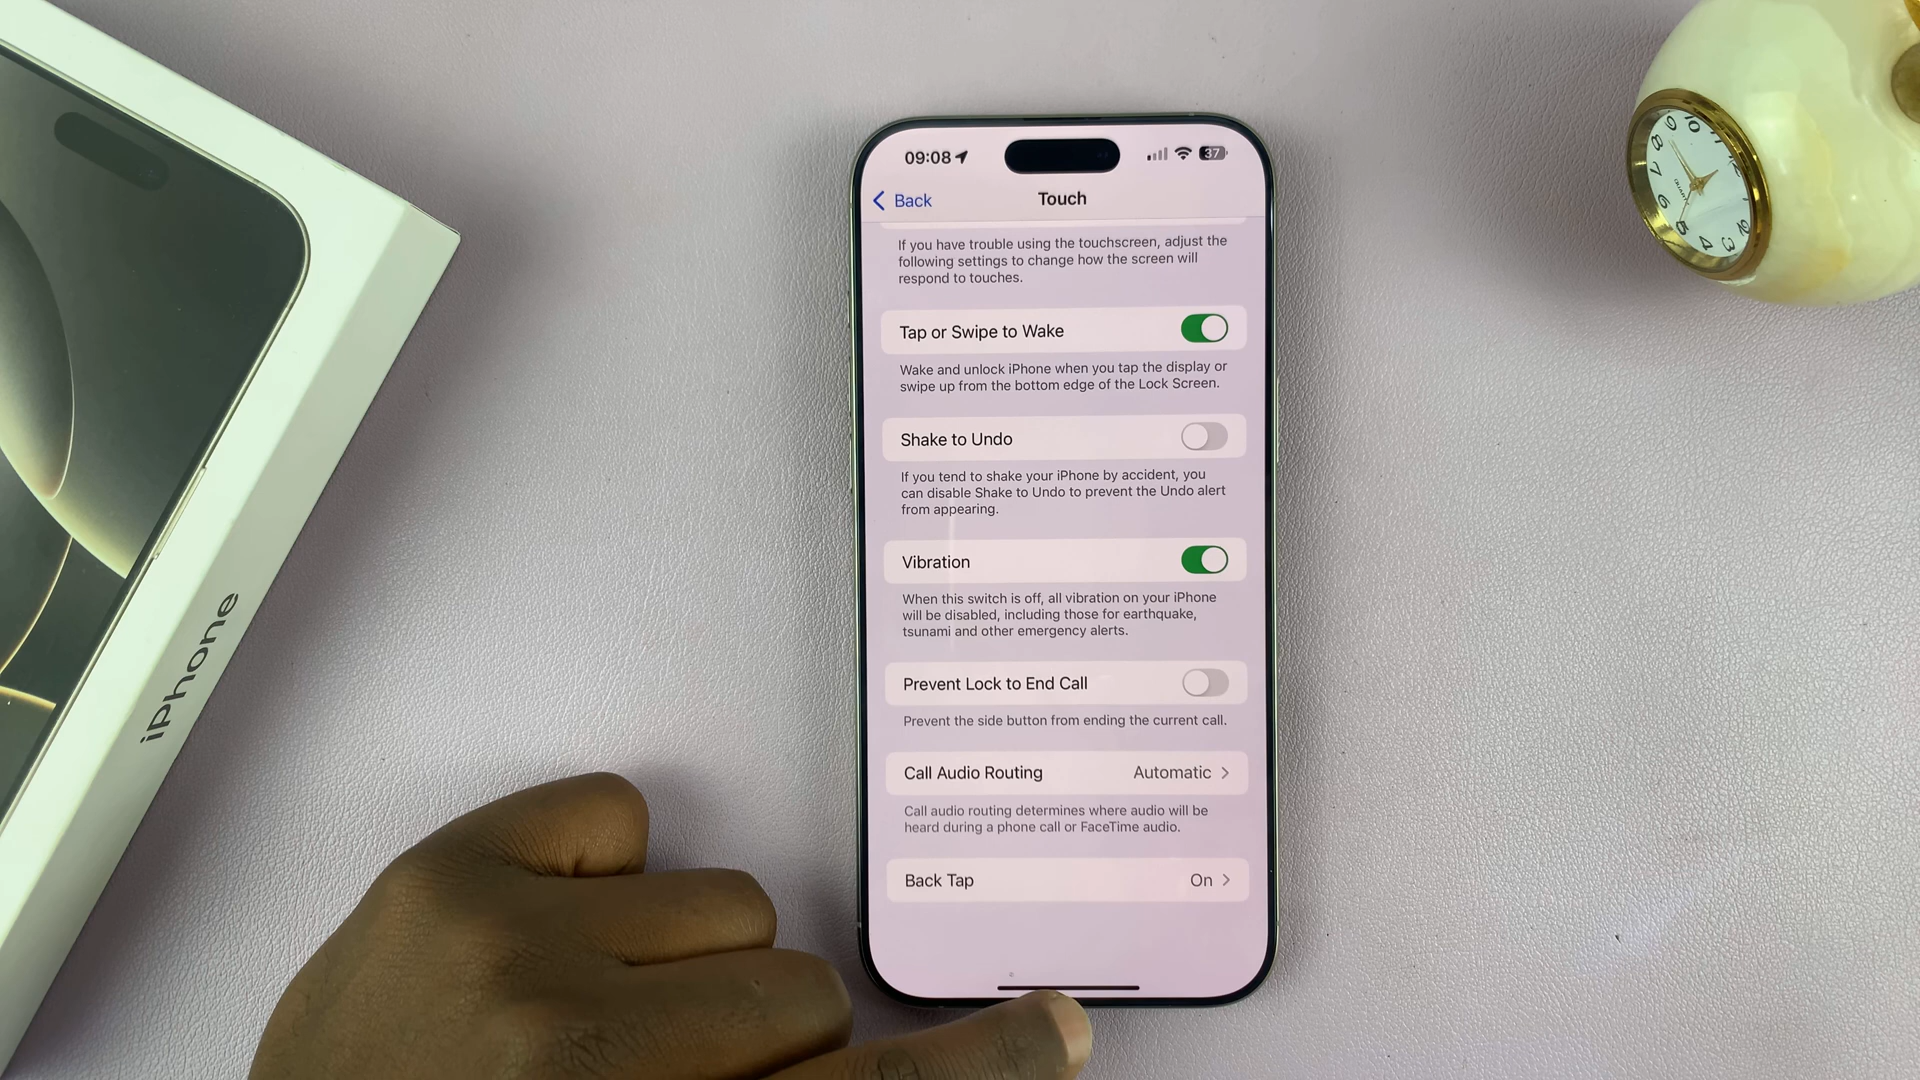 09:08
37
Back
Touch
If you have trouble using the touchscreen, adjust the
following settings to change how the screen will
respond to touches.
Tap or Swipe to Wake
Wake and unlock iPhone when you tap the display or
swipe up from the bottom edge of the Lock Screen.
Shake to Undo
If you tend to shake your iPhone by accident, you
can disable Shake to Undo to prevent the Undo alert
from appearing.
Vibration
When this switch is off, all vibration on your iPhone
will be disabled, including those for earthquake,
tsunami and other emergency alerts.
Prevent Lock to End Call
Prevent the side button from ending the current call.
Call Audio Routing Automatic
Call audio routing determines where audio will be
heard during a phone call or FaceTime audio.
Back Tap On
iPhone